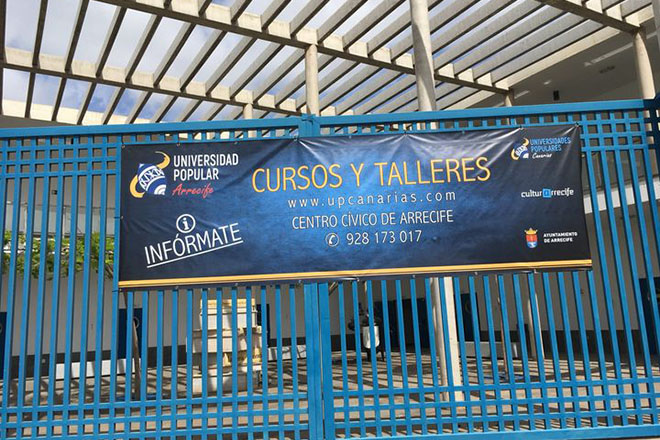 UNIVERSIDAD
POPULAR
Arrecife
i
INFÓRMATE
CURSOS Y TALLERES
www.upcanarias.com
CENTRO CÍVICO DE ARRECIFE
928 173 017
UNIVERSIDADES
POPULARES
Canarias
culturarrecife
AYUNTAMIENTO
DE ARRECIFE